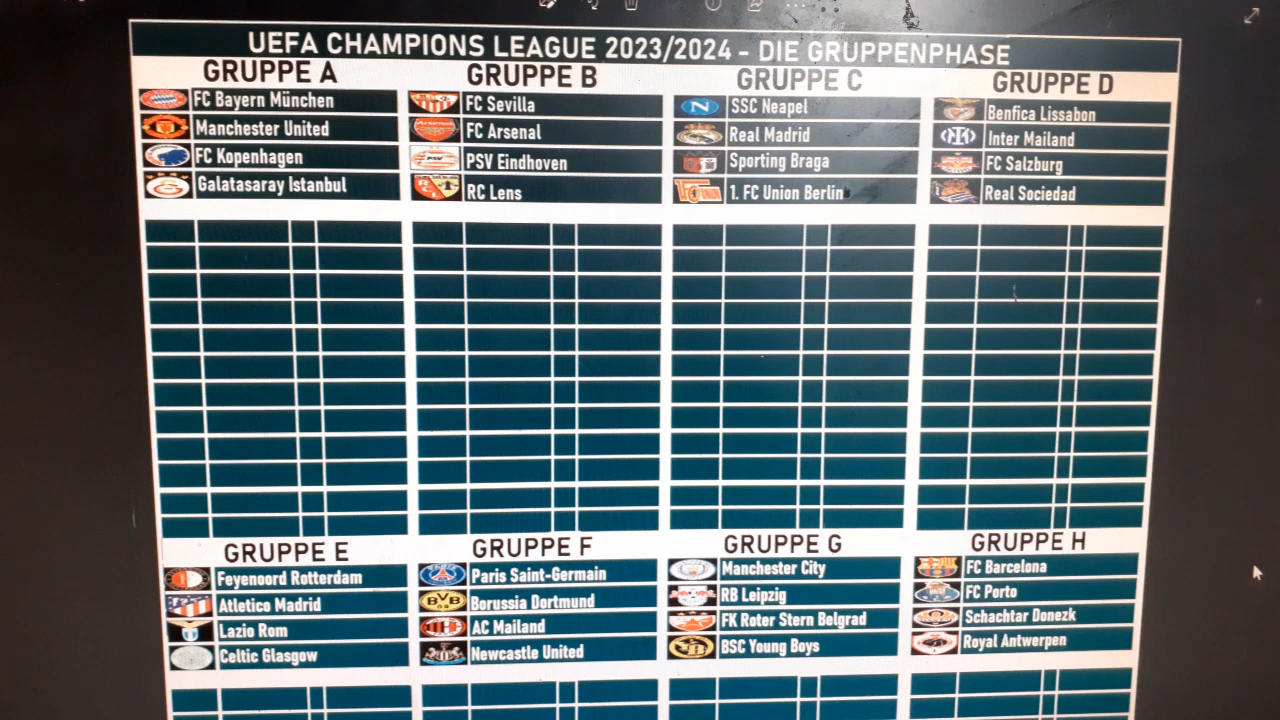 UEFA CHAMPIONS LEAGUE 2023/2024 - DIE GRUPPENPHASE
GRUPPE A
FC Bayern München
Manchester United
FC Kopenhagen
Galatasaray Istanbul
GRUPPE B
FC Sevilla
FC Arsenal
PSV Eindhoven
RC Lens
GRUPPE C
SSC Neapel
Real Madrid
Sporting Braga
1. FC Union Berlin
GRUPPE D
Benfica Lissabon
Inter Mailand
FC Salzburg
Real Sociedad
GRUPPE E
Feyenoord Rotterdam
Atletico Madrid
Lazio Rom
Celtic Glasgow
GRUPPE F
Paris Saint-Germain
Borussia Dortmund
AC Mailand
Newcastle United
GRUPPE G
Manchester City
RB Leipzig
FK Roter Stern Belgrad
BSC Young Boys
GRUPPE H
FC Barcelona
FC Porto
Schachtar Donezk
Royal Antwerpen